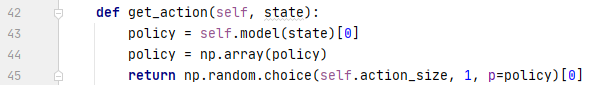 42 def get_action(self, state):
43 policy = self.model(state)[0]
44 policy = np.array(policy)
45 return np.random.choice(self.action_size, 1, p=policy)[0]